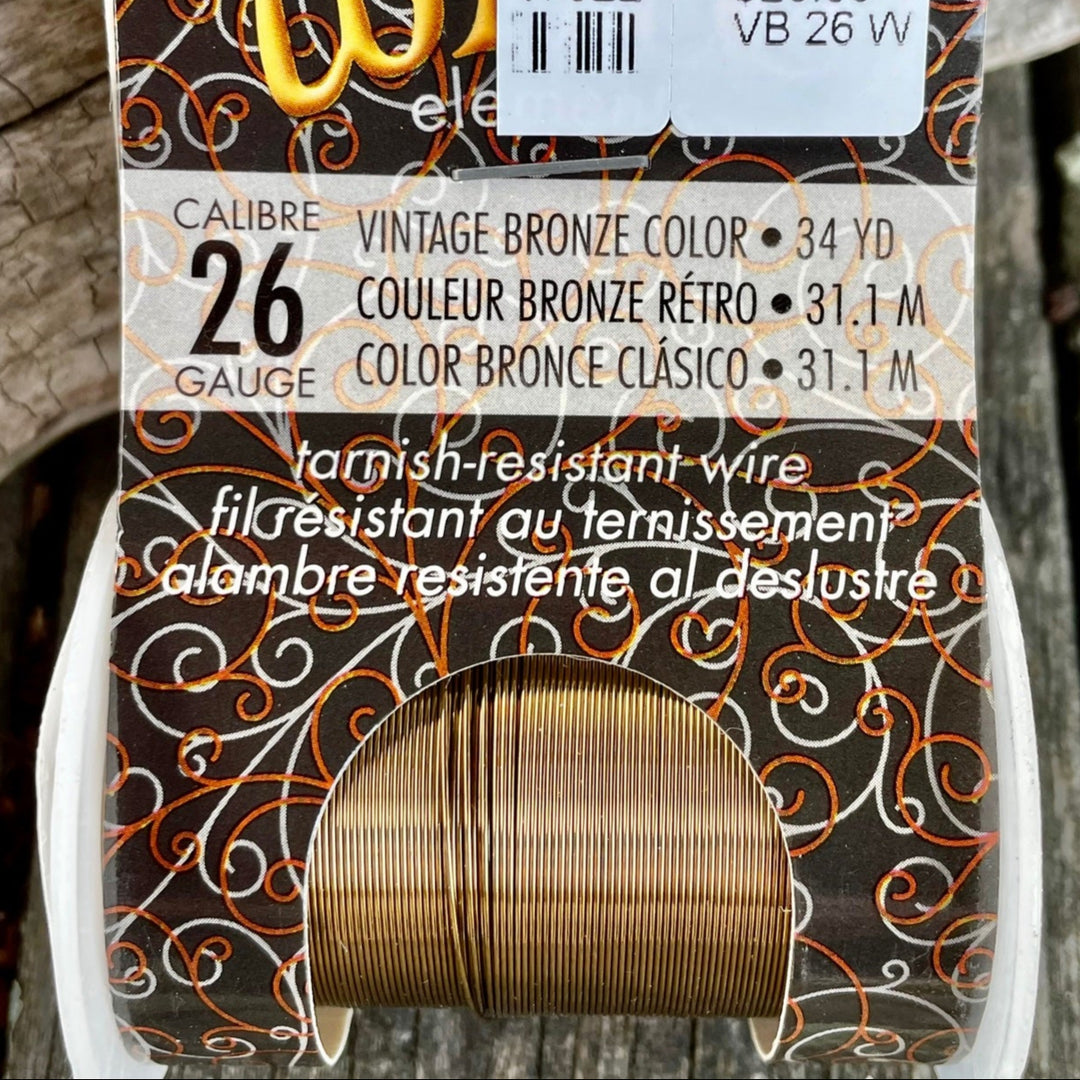 VB 26 W
CALIBRE
26
GAUGE
VINTAGE BRONZE COLOR • 34 YD
COULEUR BRONZE RÉTRO • 31.1 M
COLOR BRONCE CLÁSICO • 31.1 M
tarnish-resistant wire
fil résistant au ternissement
alambre resistente al deslustre